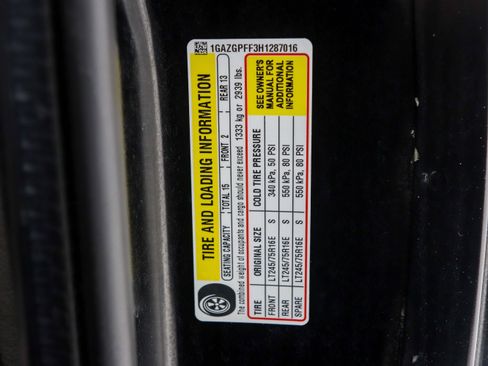 1GAZGPFF3H1287016
TIRE AND LOADING INFORMATION
SEATING CAPACITY TOTAL 15 FRONT 2 REAR 13
The combined weight of occupants and cargo should never exceed 1333 kg or 2939 lbs.
TIRE ORIGINAL SIZE COLD TIRE PRESSURE
FRONT LT245/75R16E S 340 kPa, 50 PSI
REAR LT245/75R16E S 550 kPa, 80 PSI
SPARE LT245/75R16E S 550 kPa, 80 PSI
SEE OWNER'S
MANUAL FOR
ADDITIONAL
INFORMATION